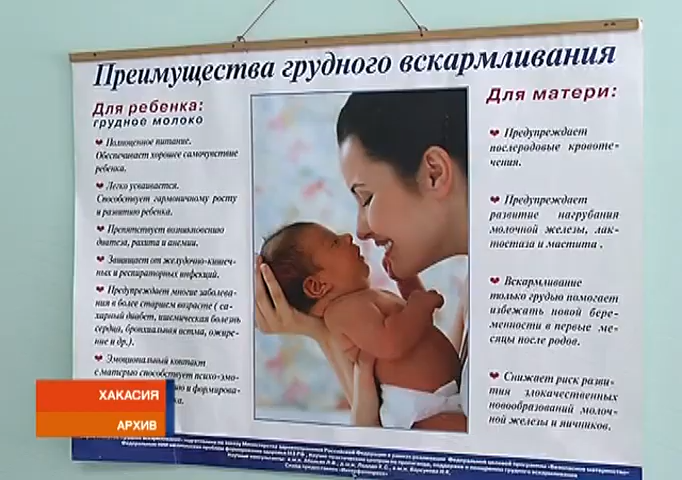 Преимущества грудного вскармливания
Для ребенка:
грудное молоко
❤ Полноценное питание.
Обеспечивает хорошее самочувствие
ребенка.
❤ Легко усваивается.
Способствует гармоничному росту
и развитию ребенка.
❤ Препятствует возникновению
диатеза, рахита и анемии.
❤ Защищает от желудочно-кишеч-
ных и респираторных инфекций.
❤ Предупреждает многие заболева-
ния в более старшем возрасте ( са-
харный диабет, ишемическая болезнь
сердца, бронхиальная астма, ожире-
ние и др.).
❤ Эмоциональный контакт
с матерью способствует психо-эмо-
и формирова-
Для матери:
❤ Предупреждает
послеродовые кровоте-
чения.
❤ Предупреждает
развитие нагрубания
молочной железы, лак-
тостаза и мастита .
❤ Вскармливание
только грудью помогает
избежать новой бере-
менности в первые ме-
сяцы после родов.
❤ Снижает риск разви-
тия злокачественных
новообразований молоч-
ной железы и яичников.
ХАКАСИЯ
АРХИВ